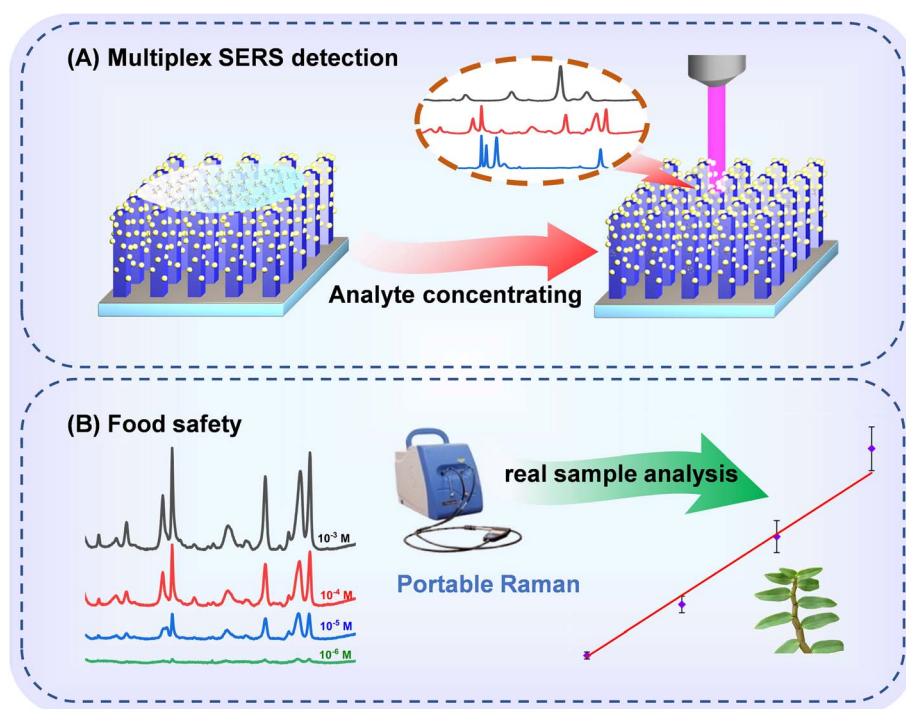 (A) Multiplex SERS detection
Analyte concentrating
(B) Food safety
real sample analysis
10⁻³ M
Portable Raman
10⁻⁴ M
10⁻⁵ M
10⁻⁶ M